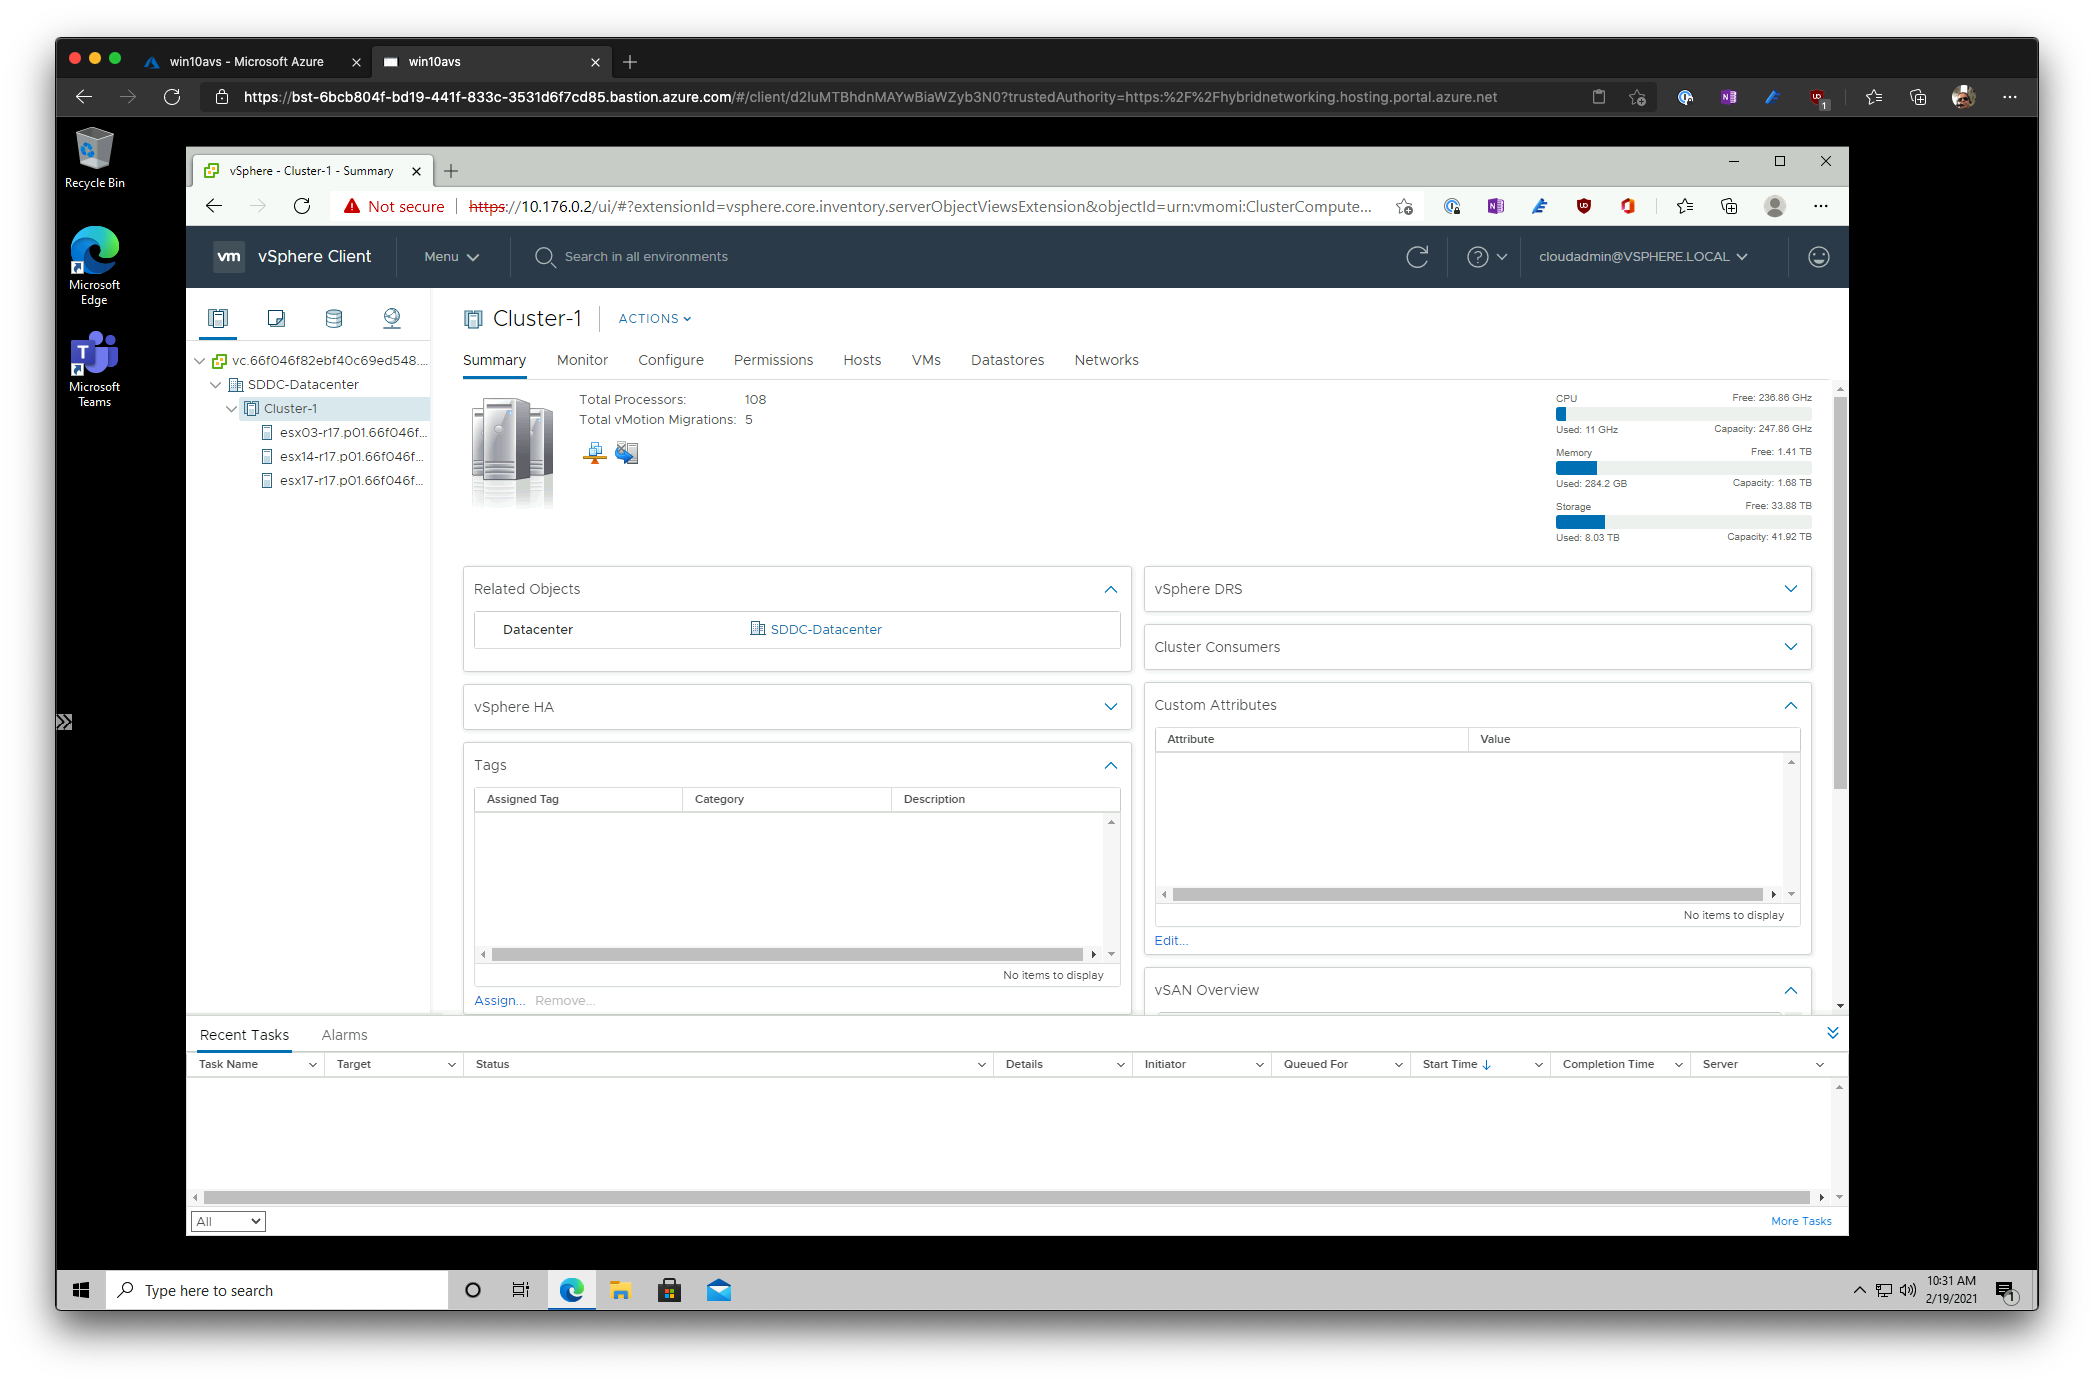 win10avs - Microsoft Azure
win10avs
https://bst-6bcb804f-bd19-441f-833c-3531d6f7cd85.bastion.azure.com/#/client/d2luMTBhdnMAYwBiaWZyb3N0?trustedAuthority=https:%2F%2Fhybridnetworking.hosting.portal.azure.net
N
UD
1
Recycle Bin
Microsoft Edge
T
Microsoft Teams
vSphere - Cluster-1 - Summary
Not secure
https://10.176.0.2/ui/#?extensionId=vsphere.core.inventory.serverObjectViewsExtension&objectId=urn:vmomi:ClusterCompute...
vm vSphere Client
Menu
Search in all environments
?
cloudadmin@VSPHERE.LOCAL
vc.66f046f82ebf40c69ed548....
SDDC-Datacenter
Cluster-1
esx03-r17.p01.66f046f...
esx14-r17.p01.66f046f...
esx17-r17.p01.66f046f...
Cluster-1
ACTIONS
Summary Monitor Configure Permissions Hosts VMs Datastores Networks
Total Processors: 108
Total vMotion Migrations: 5
CPU Free: 236.86 GHz
Used: 11 GHz Capacity: 247.86 GHz
Memory Free: 1.41 TB
Used: 284.2 GB Capacity: 1.68 TB
Storage Free: 33.88 TB
Used: 8.03 TB Capacity: 41.92 TB
Related Objects
Datacenter SDDC-Datacenter
vSphere HA
Tags
Assigned Tag Category Description
No items to display
Assign... Remove...
vSphere DRS
Cluster Consumers
Custom Attributes
Attribute Value
No items to display
Edit...
vSAN Overview
Recent Tasks Alarms
Task Name Target Status Details Initiator Queued For Start Time Completion Time Server
All
More Tasks
Type here to search
10:31 AM
2/19/2021
1